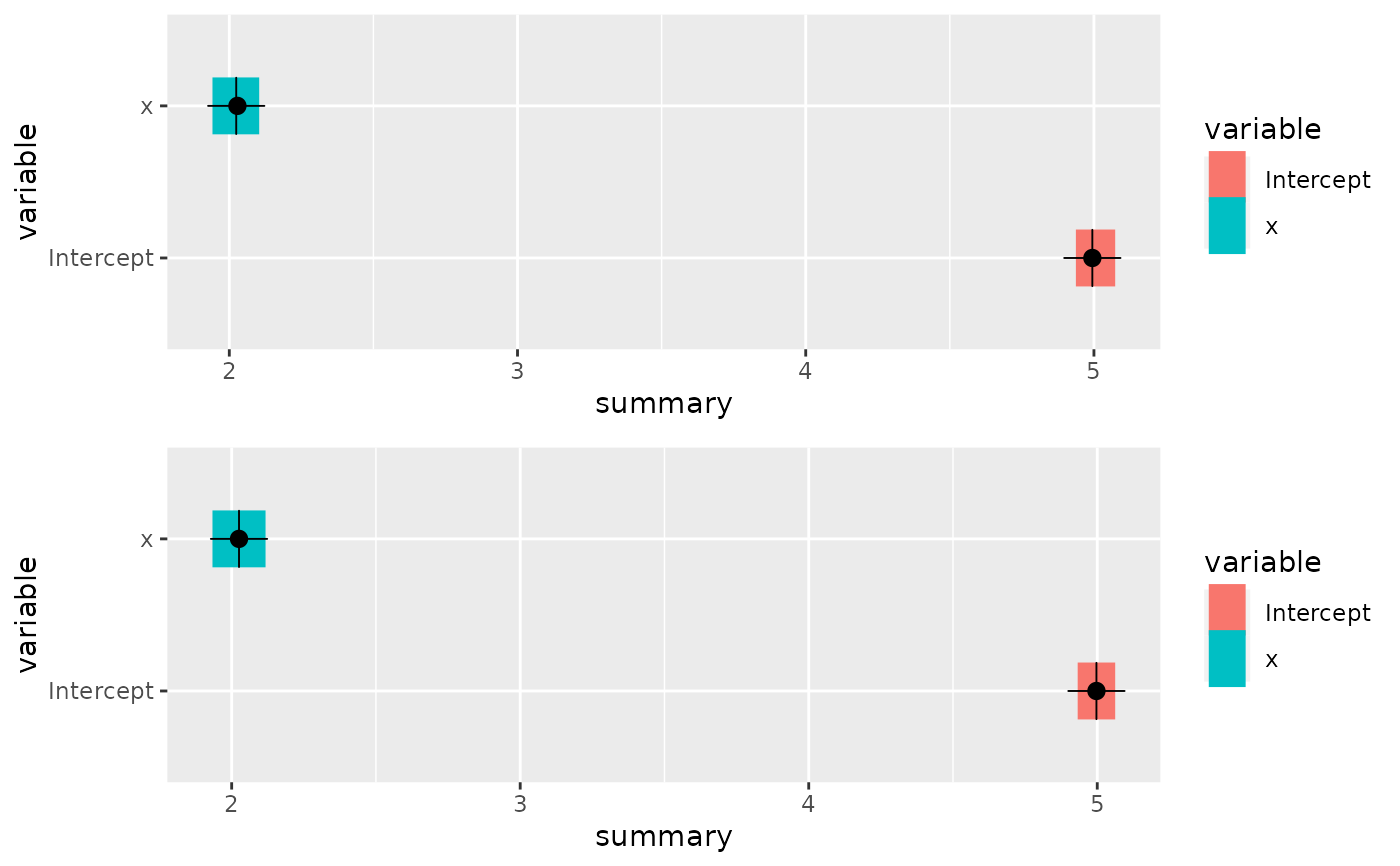 variable
x
Intercept
2 3 4 5
summary
variable
Intercept
x
variable
x
Intercept
2 3 4 5
summary
variable
Intercept
x